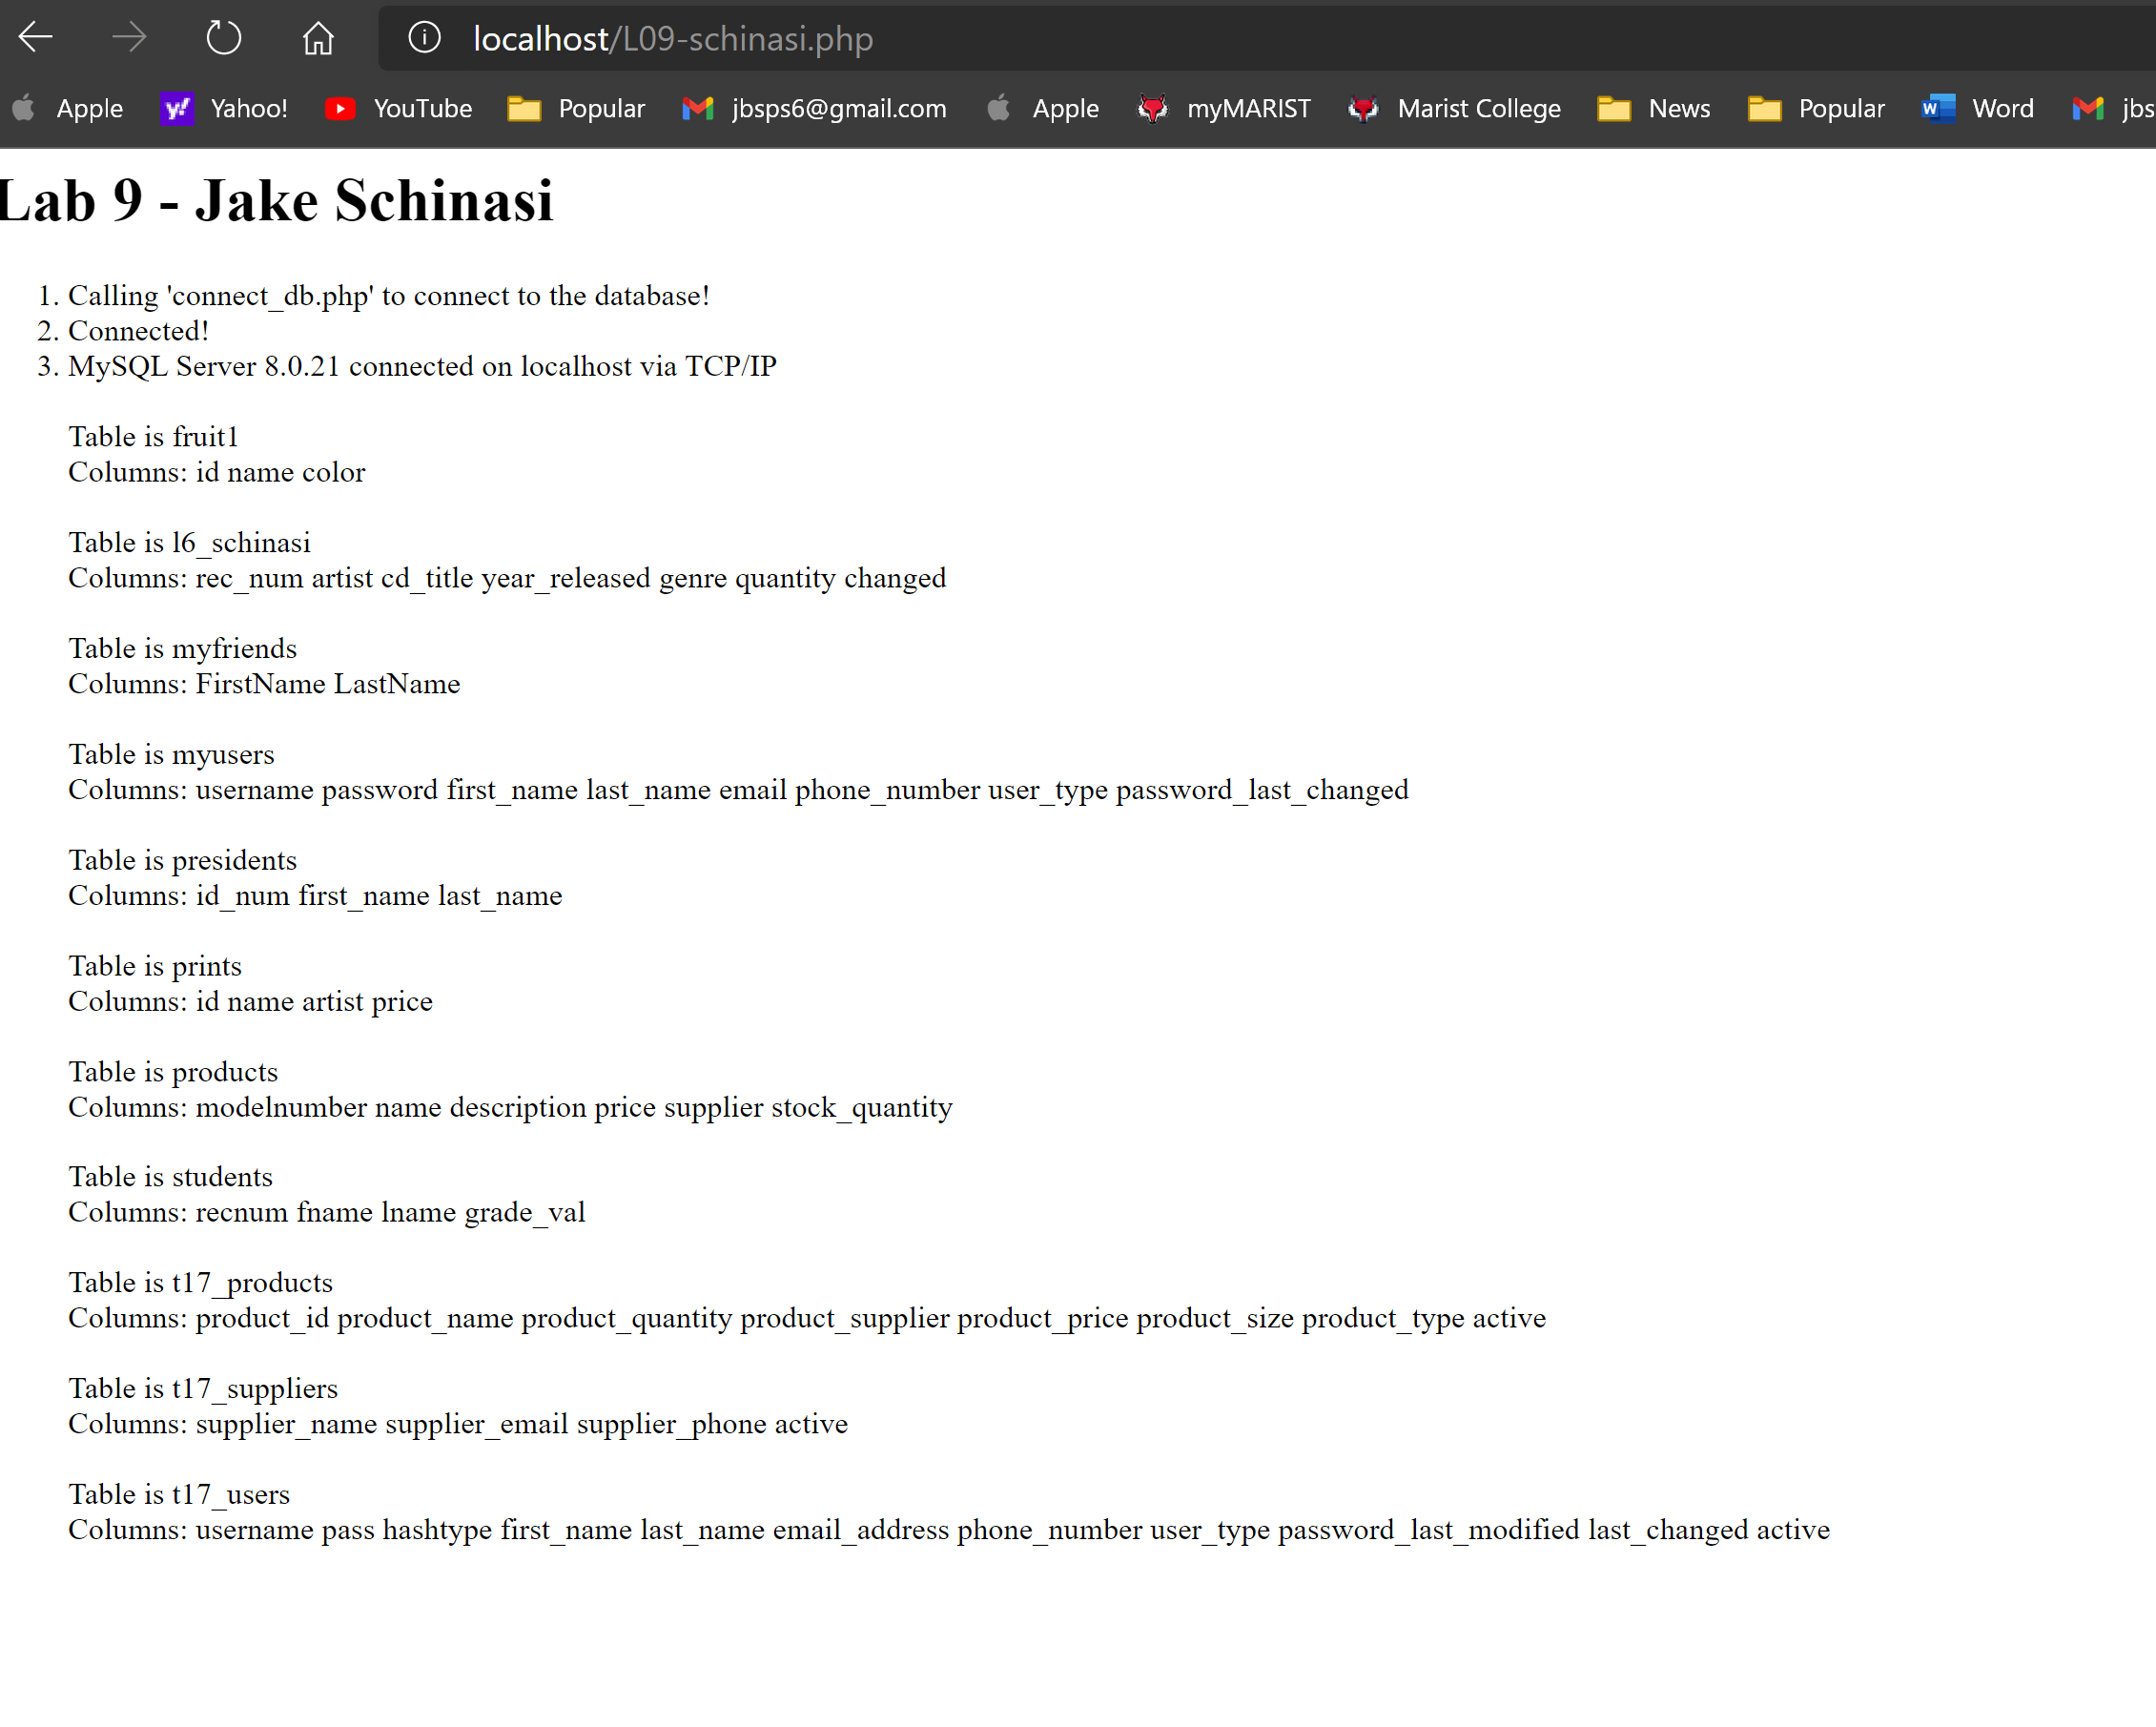 localhost/L09-schinasi.php
Apple Yahoo! YouTube Popular jbsps6@gmail.com Apple myMARIST Marist College News Popular Word jbs
Lab 9 - Jake Schinasi
1. Calling 'connect_db.php' to connect to the database!
2. Connected!
3. MySQL Server 8.0.21 connected on localhost via TCP/IP
Table is fruit1
Columns: id name color
Table is l6_schinasi
Columns: rec_num artist cd_title year_released genre quantity changed
Table is myfriends
Columns: FirstName LastName
Table is myusers
Columns: username password first_name last_name email phone_number user_type password_last_changed
Table is presidents
Columns: id_num first_name last_name
Table is prints
Columns: id name artist price
Table is products
Columns: modelnumber name description price supplier stock_quantity
Table is students
Columns: recnum fname lname grade_val
Table is t17_products
Columns: product_id product_name product_quantity product_supplier product_price product_size product_type active
Table is t17_suppliers
Columns: supplier_name supplier_email supplier_phone active
Table is t17_users
Columns: username pass hashtype first_name last_name email_address phone_number user_type password_last_modified last_changed active